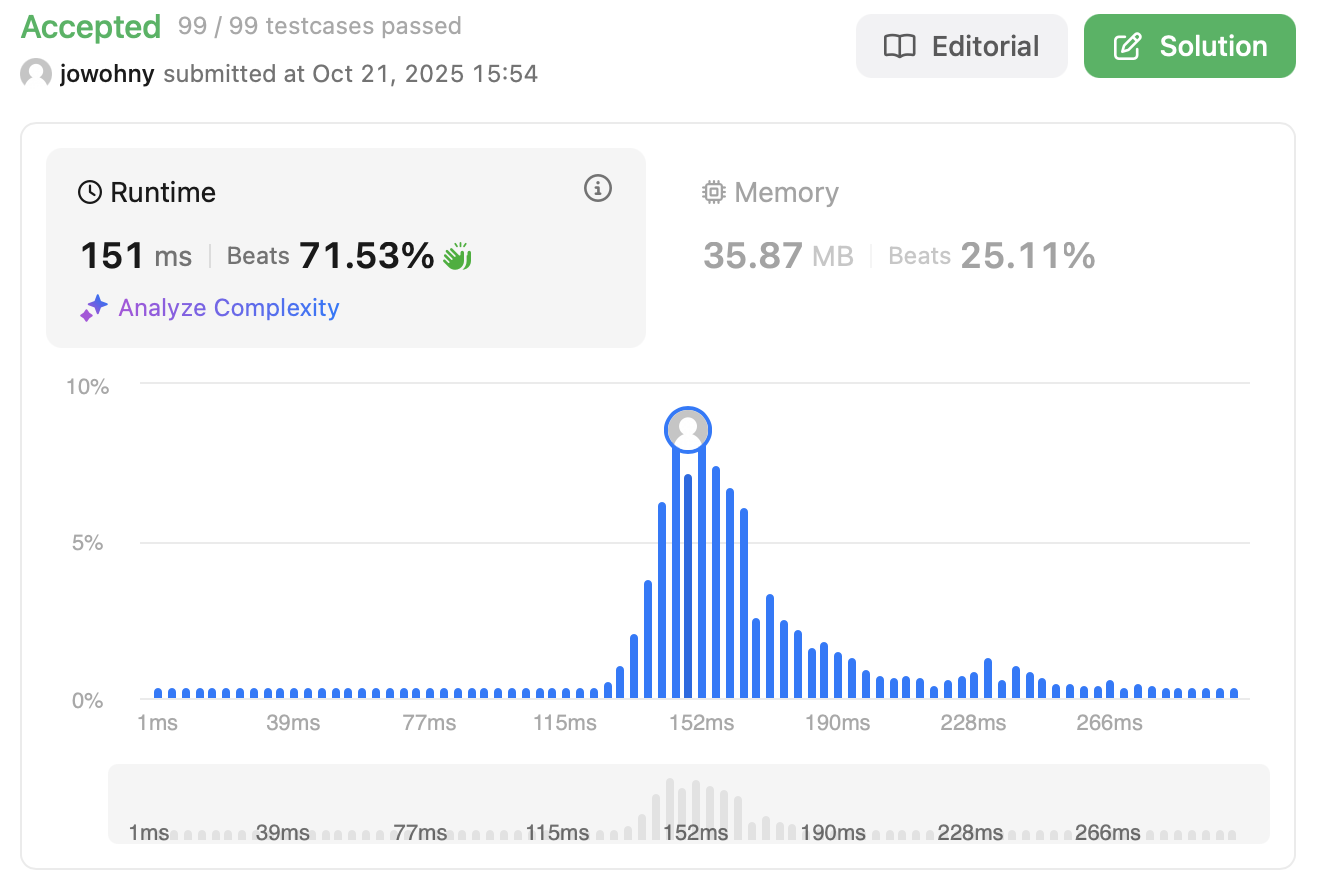 Accepted 99 / 99 testcases passed
Editorial
Solution
jowohny submitted at Oct 21, 2025 15:54
Runtime
151 ms Beats 71.53%
Analyze Complexity
Memory
35.87 MB Beats 25.11%
10%
5%
0%
1ms 39ms 77ms 115ms 152ms 190ms 228ms 266ms
1ms 39ms 77ms 115ms 152ms 190ms 228ms 266ms